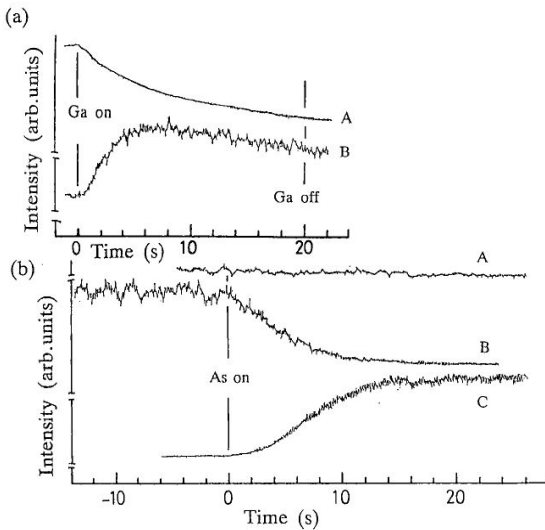 (a)
Intensity (arb.units)
Ga on
A
B
Ga off
0 10 20
Time (s)
(b)
Intensity (arb.units)
A
B
As on
C
-10 0 10 20
Time (s)